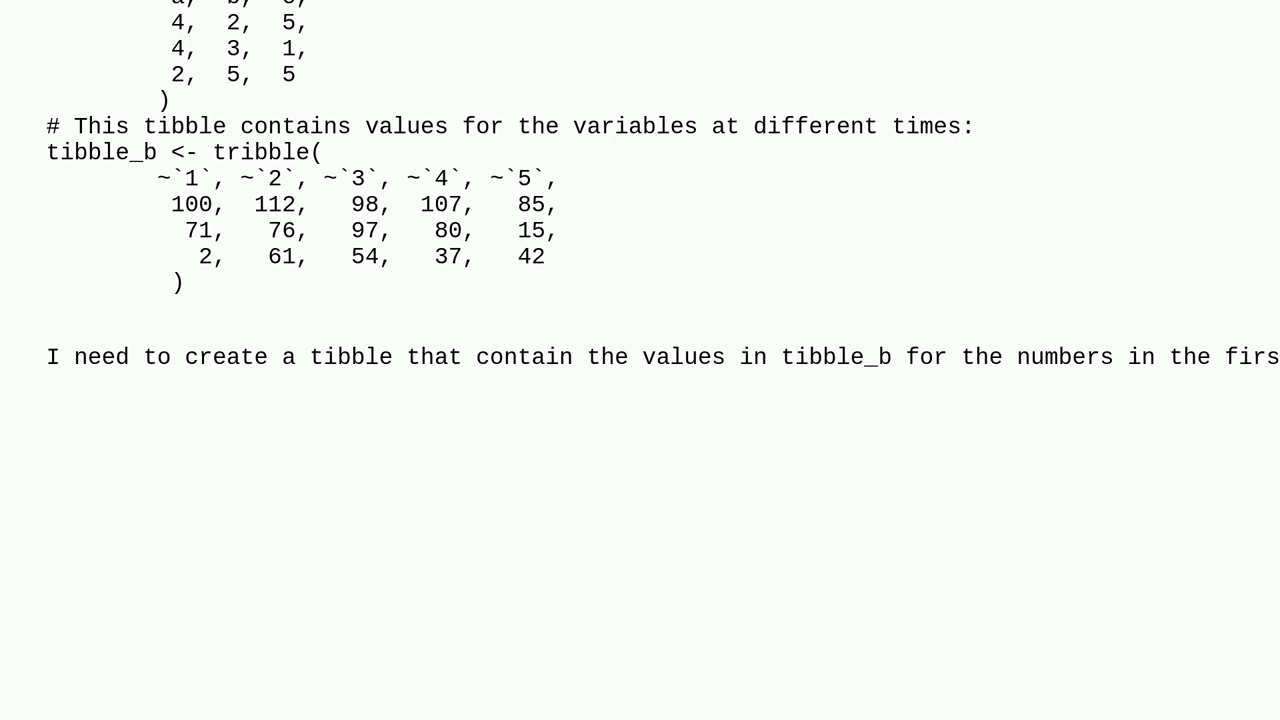 4,  2,  5,
4,  3,  1,
2,  5,  5
)
# This tibble contains values for the variables at different times:
tibble_b <- tribble(
~`1`, ~`2`, ~`3`, ~`4`, ~`5`,
100,  112,   98,  107,   85,
71,   76,   97,   80,   15,
2,   61,   54,   37,   42
)
I need to create a tibble that contain the values in tibble_b for the numbers in the firs